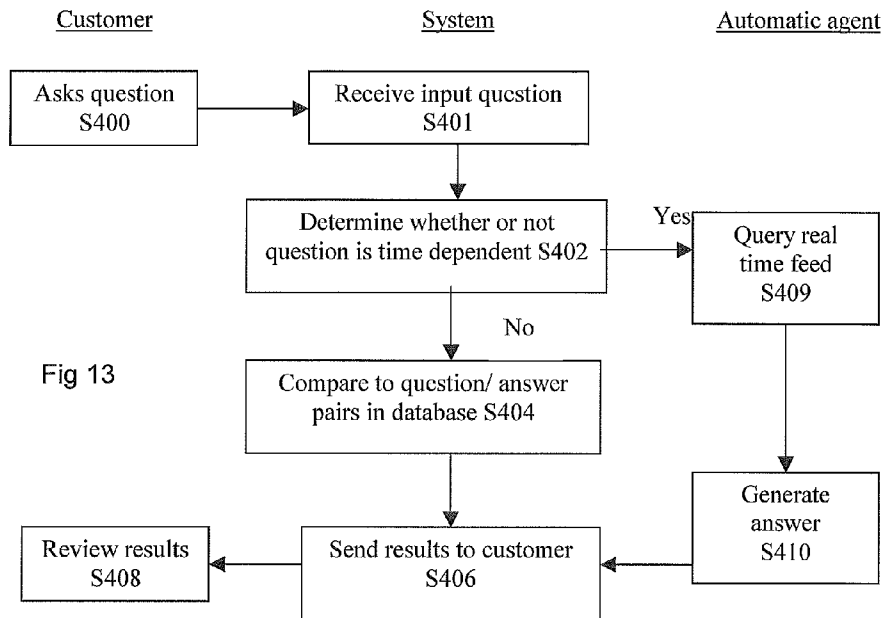 Customer
System
Automatic agent
Asks question
S400
Receive input question
S401
Determine whether or not
question is time dependent S402
Yes
Query real
time feed
S409
No
Fig 13
Compare to question/ answer
pairs in database S404
Generate
answer
S410
Review results
S408
Send results to customer
S406